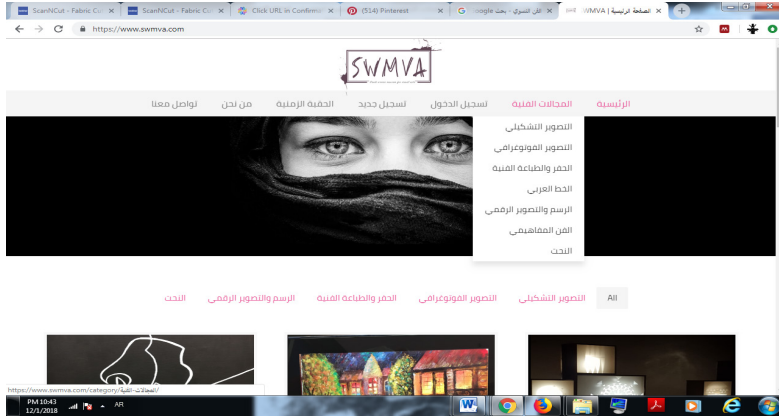 ScanNCut - Fabric Cu
ScanNCut - Fabric Cu
Click URL in Confirma
(514) Pinterest
الفن النسوي - بحث Google
الصفحة الرئيسية | SWMVA
https://www.swmva.com
SWMVA
الرئيسية
المجالات الفنية
تسجيل الدخول
تسجيل جديد
الحقبة الزمنية
من نحن
تواصل معنا
التصوير التشكيلي
التصوير الفوتوغرافي
الحفر والطباعة الفنية
الخط العربي
الرسم والتصوير الرقمي
الفن المفاهيمي
النحت
All
التصوير التشكيلي
التصوير الفوتوغرافي
الحفر والطباعة الفنية
الرسم والتصوير الرقمي
النحت
https://www.swmva.com/category/المجالات-الفنية/
PM 10:43
12/1/2018
AR